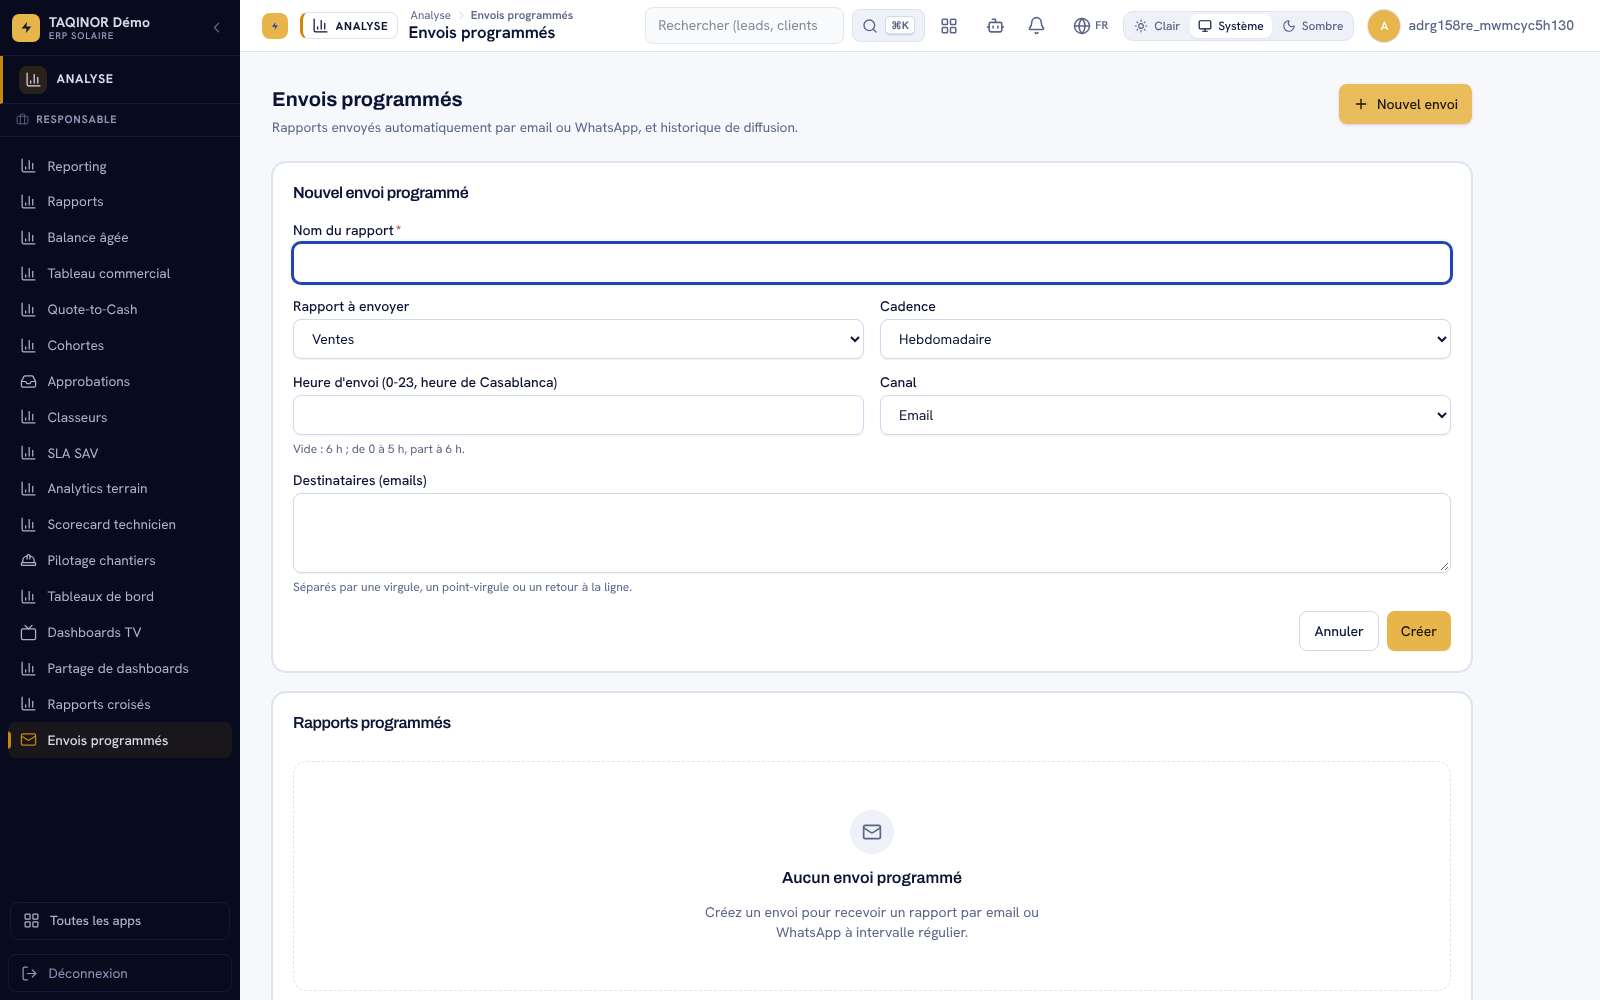 TAQINOR Démo
ERP SOLAIRE
ANALYSE
RESPONSABLE
Reporting
Rapports
Balance âgée
Tableau commercial
Quote-to-Cash
Cohortes
Approbations
Classeurs
SLA SAV
Analytics terrain
Scorecard technicien
Pilotage chantiers
Tableaux de bord
Dashboards TV
Partage de dashboards
Rapports croisés
Envois programmés
Toutes les apps
Déconnexion
ANALYSE
Analyse > Envois programmés
Envois programmés
Rechercher (leads, clients
⌘K
FR
Clair
Système
Sombre
A
adrg158re_mwmcyc5h130
Envois programmés
Rapports envoyés automatiquement par email ou WhatsApp, et historique de diffusion.
+ Nouvel envoi
Nouvel envoi programmé
Nom du rapport*
Rapport à envoyer
Cadence
Ventes
Hebdomadaire
Heure d'envoi (0-23, heure de Casablanca)
Canal
Email
Vide : 6 h ; de 0 à 5 h, part à 6 h.
Destinataires (emails)
Séparés par une virgule, un point-virgule ou un retour à la ligne.
Annuler
Créer
Rapports programmés
Aucun envoi programmé
Créez un envoi pour recevoir un rapport par email ou
WhatsApp à intervalle régulier.